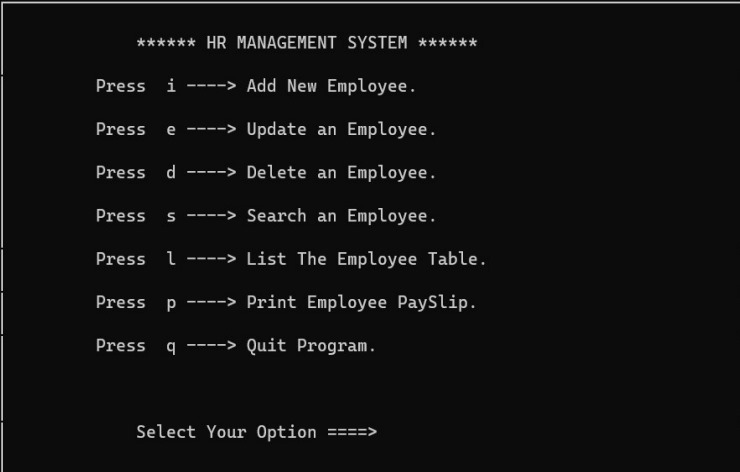 ****** HR MANAGEMENT SYSTEM ******
Press  i ----> Add New Employee.
Press  e ----> Update an Employee.
Press  d ----> Delete an Employee.
Press  s ----> Search an Employee.
Press  l ----> List The Employee Table.
Press  p ----> Print Employee PaySlip.
Press  q ----> Quit Program.
Select Your Option ====>